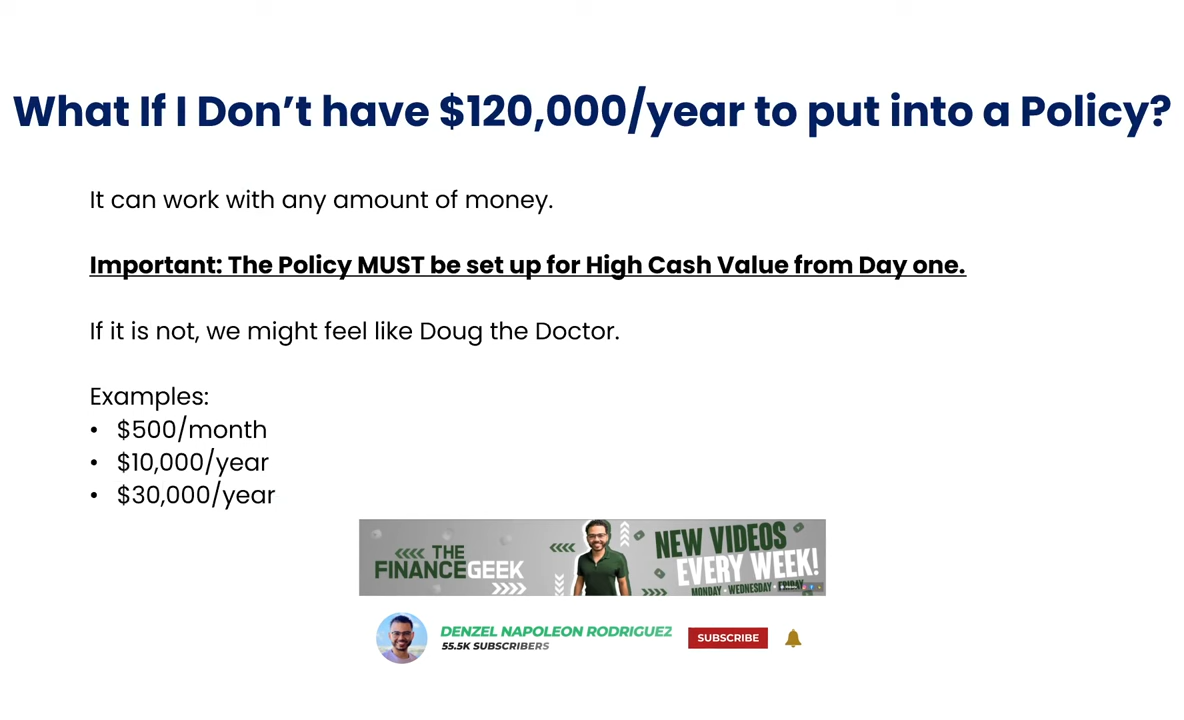 What If I Don’t have $120,000/year to put into a Policy?
It can work with any amount of money.
Important: The Policy MUST be set up for High Cash Value from Day one.
If it is not, we might feel like Doug the Doctor.
Examples:
• $500/month
• $10,000/year
• $30,000/year
THE
FINANCEGEEK
NEW VIDEOS
EVERY WEEK!
MONDAY - WEDNESDAY - FRIDAY
DENZEL NAPOLEON RODRIGUEZ
55.5K SUBSCRIBERS
SUBSCRIBE